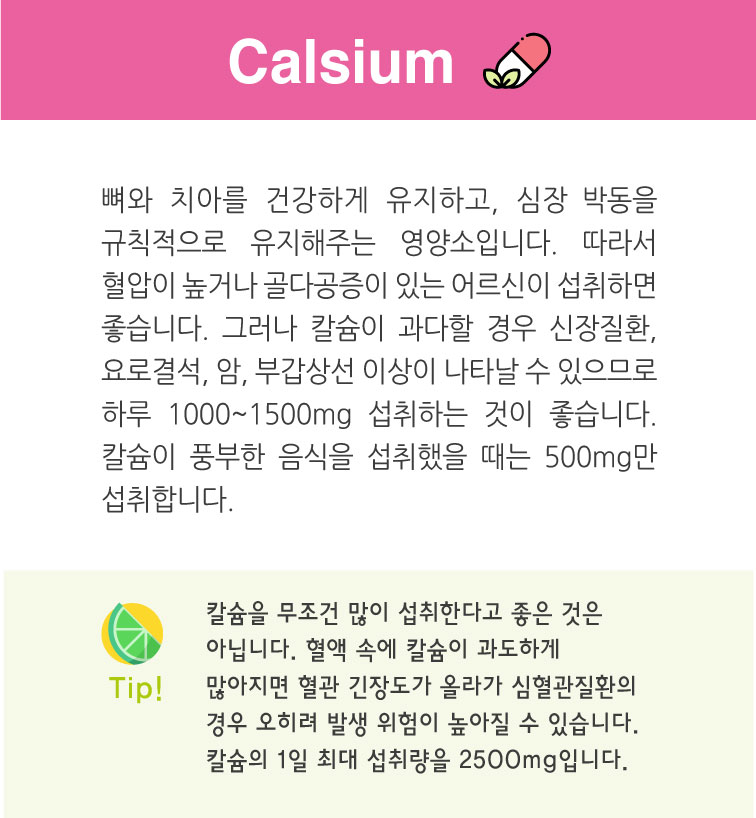 Calsium
뼈와 치아를 건강하게 유지하고, 심장 박동을
규칙적으로 유지해주는 영양소입니다. 따라서
혈압이 높거나 골다공증이 있는 어르신이 섭취하면
좋습니다. 그러나 칼슘이 과다할 경우 신장질환,
요로결석, 암, 부갑상선 이상이 나타날 수 있으므로
하루 1000~1500mg 섭취하는 것이 좋습니다.
칼슘이 풍부한 음식을 섭취했을 때는 500mg만
섭취합니다.
Tip!
칼슘을 무조건 많이 섭취한다고 좋은 것은
아닙니다. 혈액 속에 칼슘이 과도하게
많아지면 혈관 긴장도가 올라가 심혈관질환의
경우 오히려 발생 위험이 높아질 수 있습니다.
칼슘의 1일 최대 섭취량을 2500mg입니다.